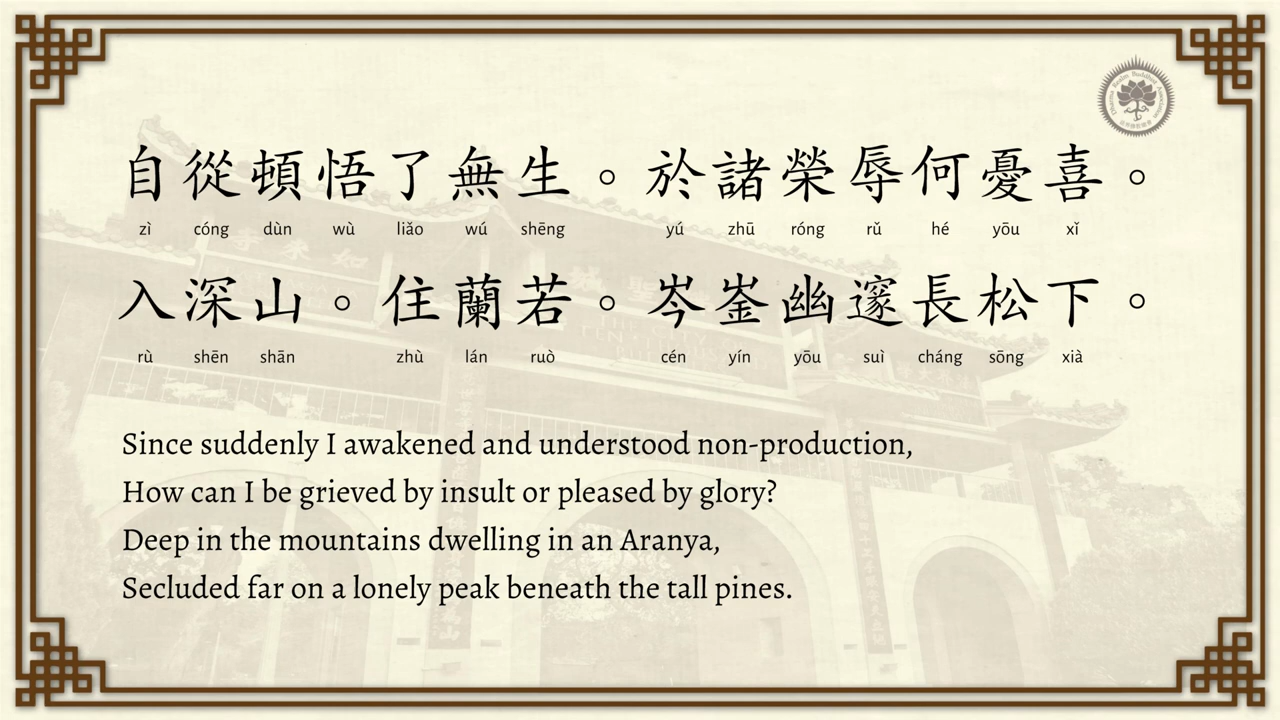 自從頓悟了無生。於諸榮辱何憂喜。
zì cóng dùn wù liǎo wú shēng yú zhū róng rǔ hé yōu xǐ
入深山。住蘭若。岑崟幽邃長松下。
rù shēn shān zhù lán ruò cén yín yōu suì cháng sōng xià
Since suddenly I awakened and understood non-production,
How can I be grieved by insult or pleased by glory?
Deep in the mountains dwelling in an Aranya,
Secluded far on a lonely peak beneath the tall pines.
Dharma Realm Buddhist Association